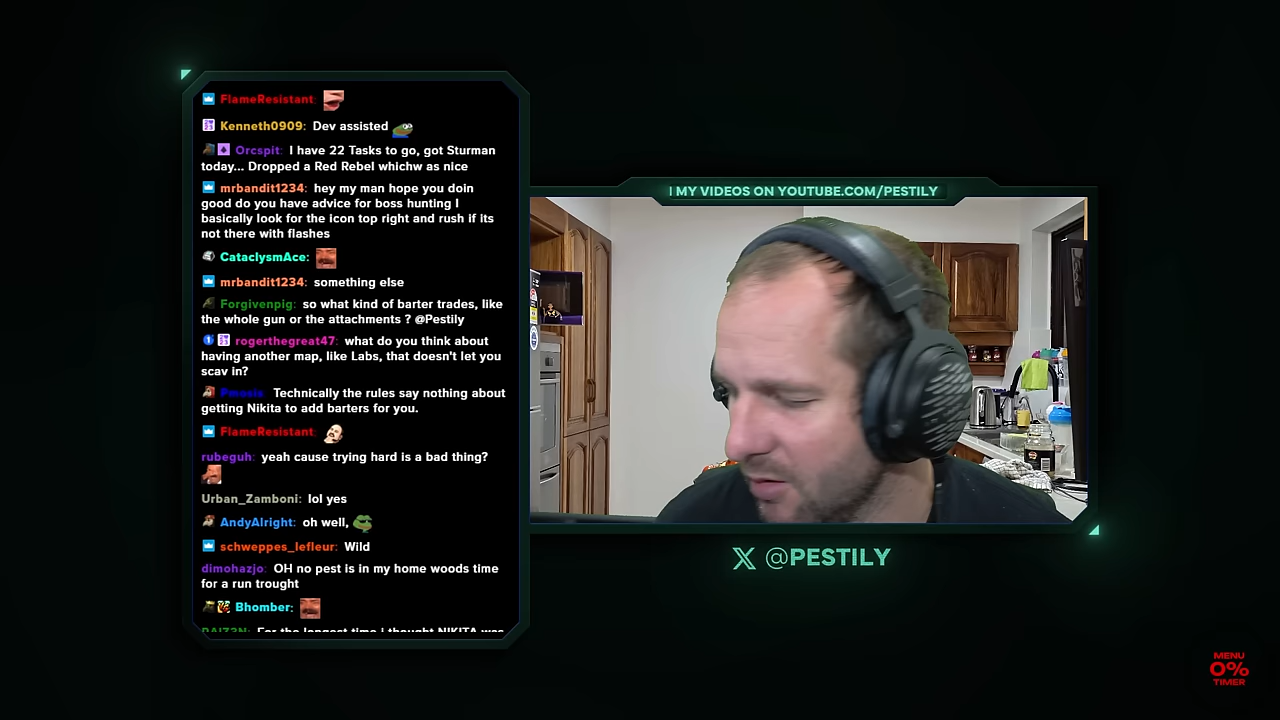 FlameResistant:
Kenneth0909: Dev assisted
Orcspit: I have 22 Tasks to go, got Sturman
today... Dropped a Red Rebel whichw as nice
mrbandit1234: hey my man hope you doin
good do you have advice for boss hunting I
basically look for the icon top right and rush if its
not there with flashes
CataclysmAce:
mrbandit1234: something else
Forgivenpig: so what kind of barter trades, like
the whole gun or the attachments ? @Pestily
rogerthegreat47: what do you think about
having another map, like Labs, that doesn't let you
scav in?
Technically the rules say nothing about
getting Nikita to add barters for you.
FlameResistant:
rubeguh: yeah cause trying hard is a bad thing?
Urban_Zamboni: lol yes
AndyAlright: oh well,
schweppes_lefleur: Wild
dimohazjo: OH no pest is in my home woods time
for a run trought
Bhomber:
For the longest time i thought NIKITA was
MY VIDEOS ON YOUTUBE.COM/PESTILY
X @PESTILY
MENU
0%
TIMER